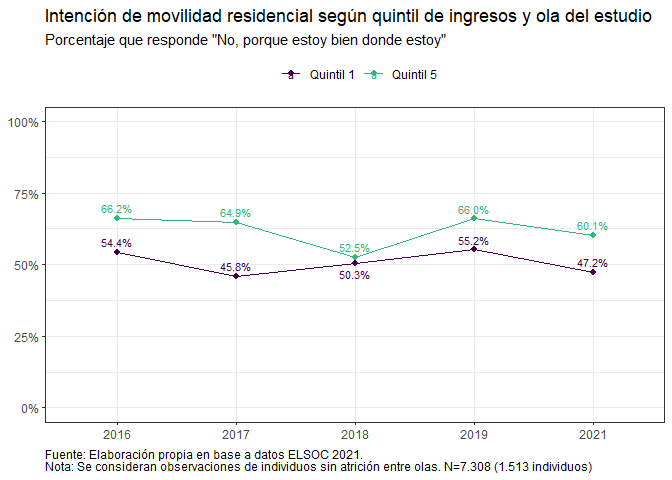 Intención de movilidad residencial según quintil de ingresos y ola del estudio
Porcentaje que responde "No, porque estoy bien donde estoy"
a Quintil 1 a Quintil 5
100%
75%
50%
25%
0%
66.2%
64.9%
52.5%
66.0%
60.1%
54.4%
45.8%
50.3%
55.2%
47.2%
2016 2017 2018 2019 2021
Fuente: Elaboración propia en base a datos ELSOC 2021.
Nota: Se consideran observaciones de individuos sin atrición entre olas. N=7.308 (1.513 individuos)